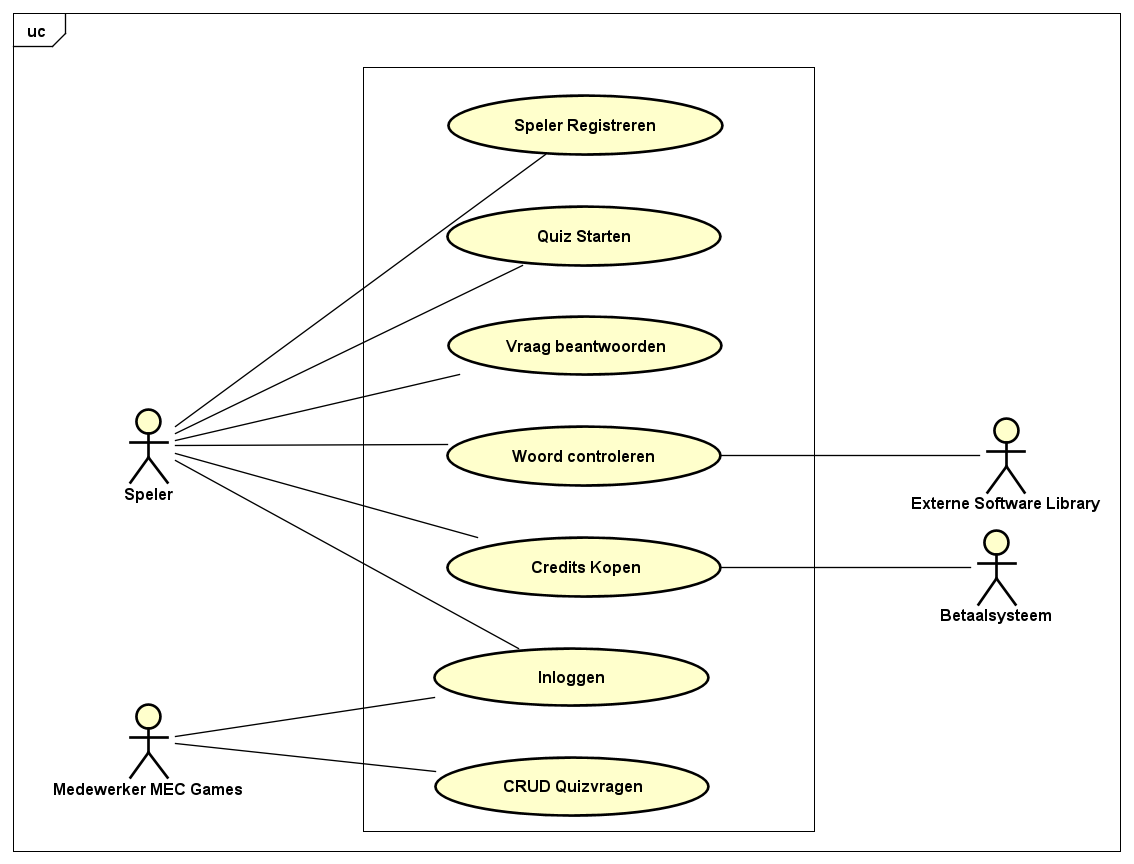 uc
Speler Registreren
Quiz Starten
Vraag beantwoorden
Woord controleren
Credits Kopen
Inloggen
CRUD Quizvragen
Speler
Medewerker MEC Games
Externe Software Library
Betaalsysteem